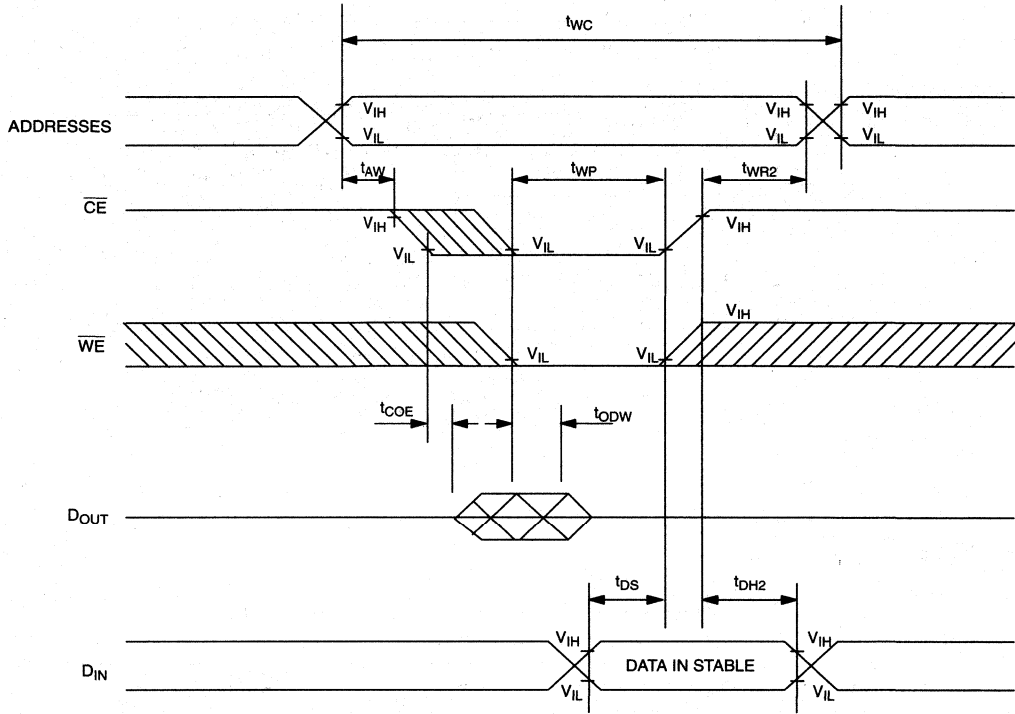 tWC
ADDRESSES
VIH VIH VIH
VIL VIL VIL
tAW tWP tWR2
CE
VIH VIH
VIL VIL VIL
VIH
WE
VIL VIL
tCOE tODW
DOUT
tDS tDH2
VIH VIH
DIN DATA IN STABLE
VIL VIL